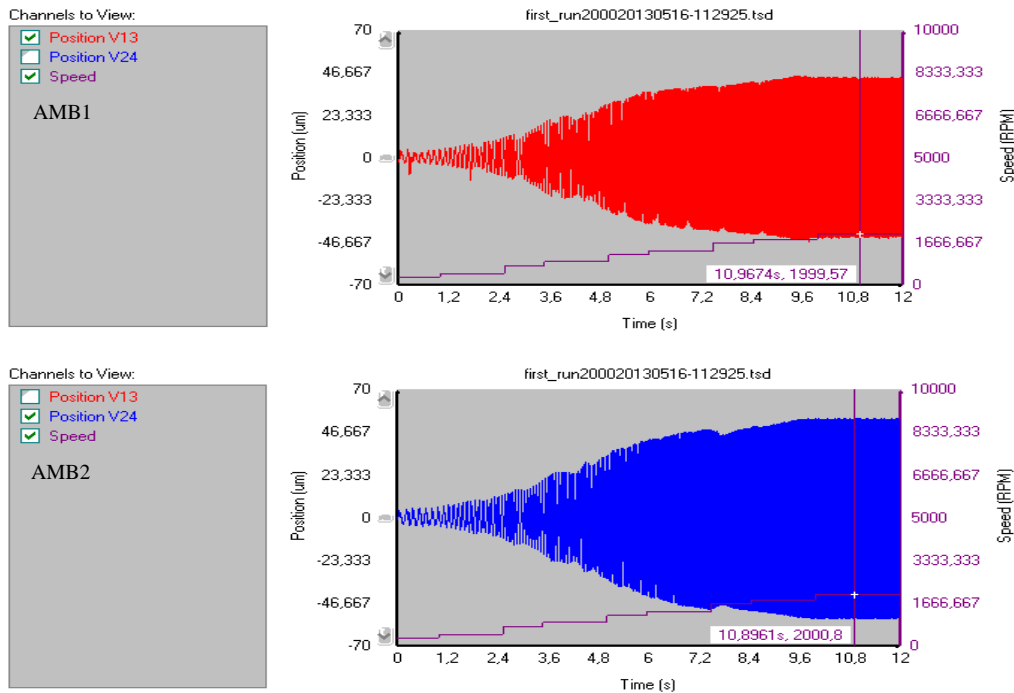 Channels to View:
Position V13
Position V24
Speed
AMB1
first_run200020130516-112925.tsd
70
46,667
23,333
0
-23,333
-46,667
-70
Position (um)
10000
8333,333
6666,667
5000
3333,333
1666,667
0
Speed (RPM)
10,9674s, 1999,57
0 1,2 2,4 3,6 4,8 6 7,2 8,4 9,6 10,8 12
Time (s)
Channels to View:
Position V13
Position V24
Speed
AMB2
first_run200020130516-112925.tsd
70
46,667
23,333
0
-23,333
-46,667
-70
Position (um)
10000
8333,333
6666,667
5000
3333,333
1666,667
0
Speed (RPM)
10,8961s, 2000,8
0 1,2 2,4 3,6 4,8 6 7,2 8,4 9,6 10,8 12
Time (s)